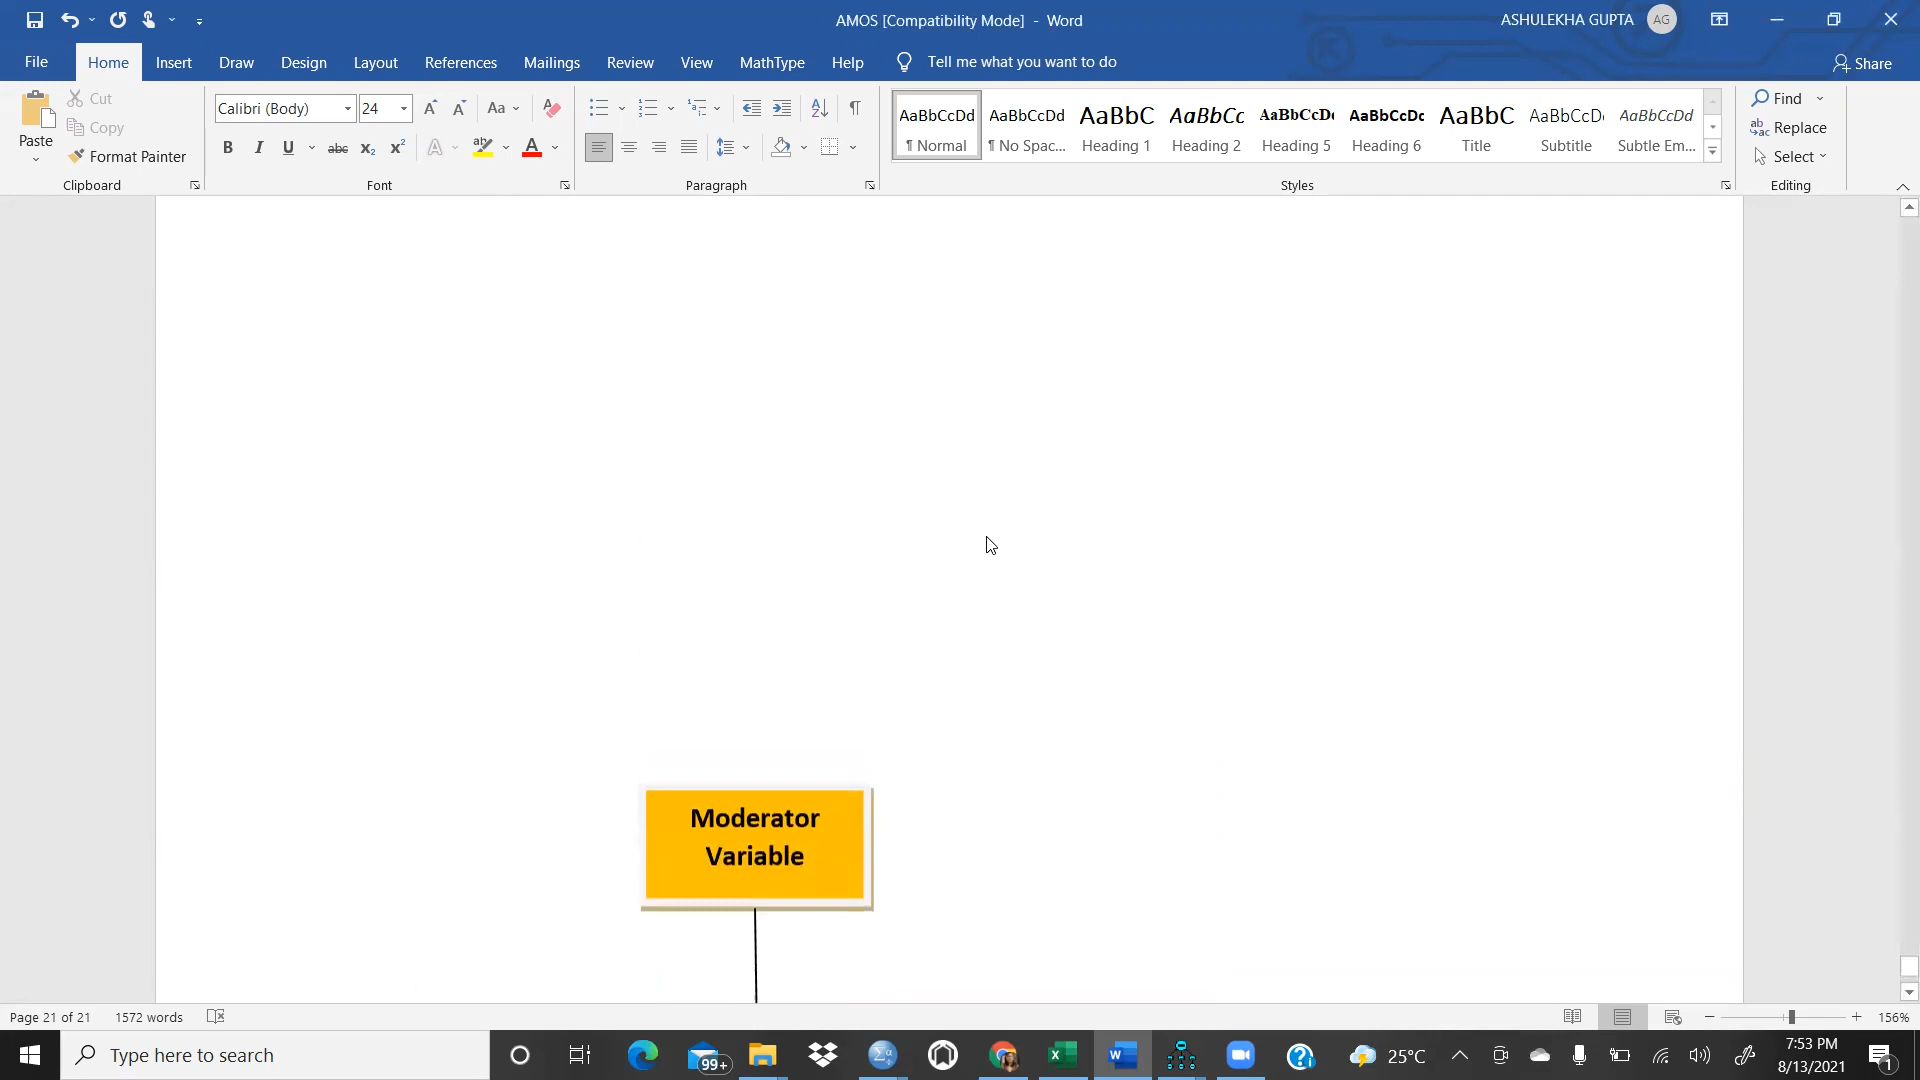 AMOS [Compatibility Mode] - Word
ASHULEKHA GUPTA AG
File Home Insert Draw Design Layout References Mailings Review View MathType Help Tell me what you want to do Share
Paste
Cut
Copy
Format Painter
Clipboard
Calibri (Body) 24
Font
Paragraph
AaBbCcDd AaBbCcDd AaBbC AaBbCc AaBbCcDd AaBbCcDc AaBbC AaBbCcD AaBbCcDd
¶ Normal ¶ No Spac... Heading 1 Heading 2 Heading 5 Heading 6 Title Subtitle Subtle Em...
Styles
Find
Replace
Select
Editing
Moderator
Variable
Page 21 of 21 1572 words
156%
Type here to search
99+
25°C
7:53 PM
8/13/2021
1